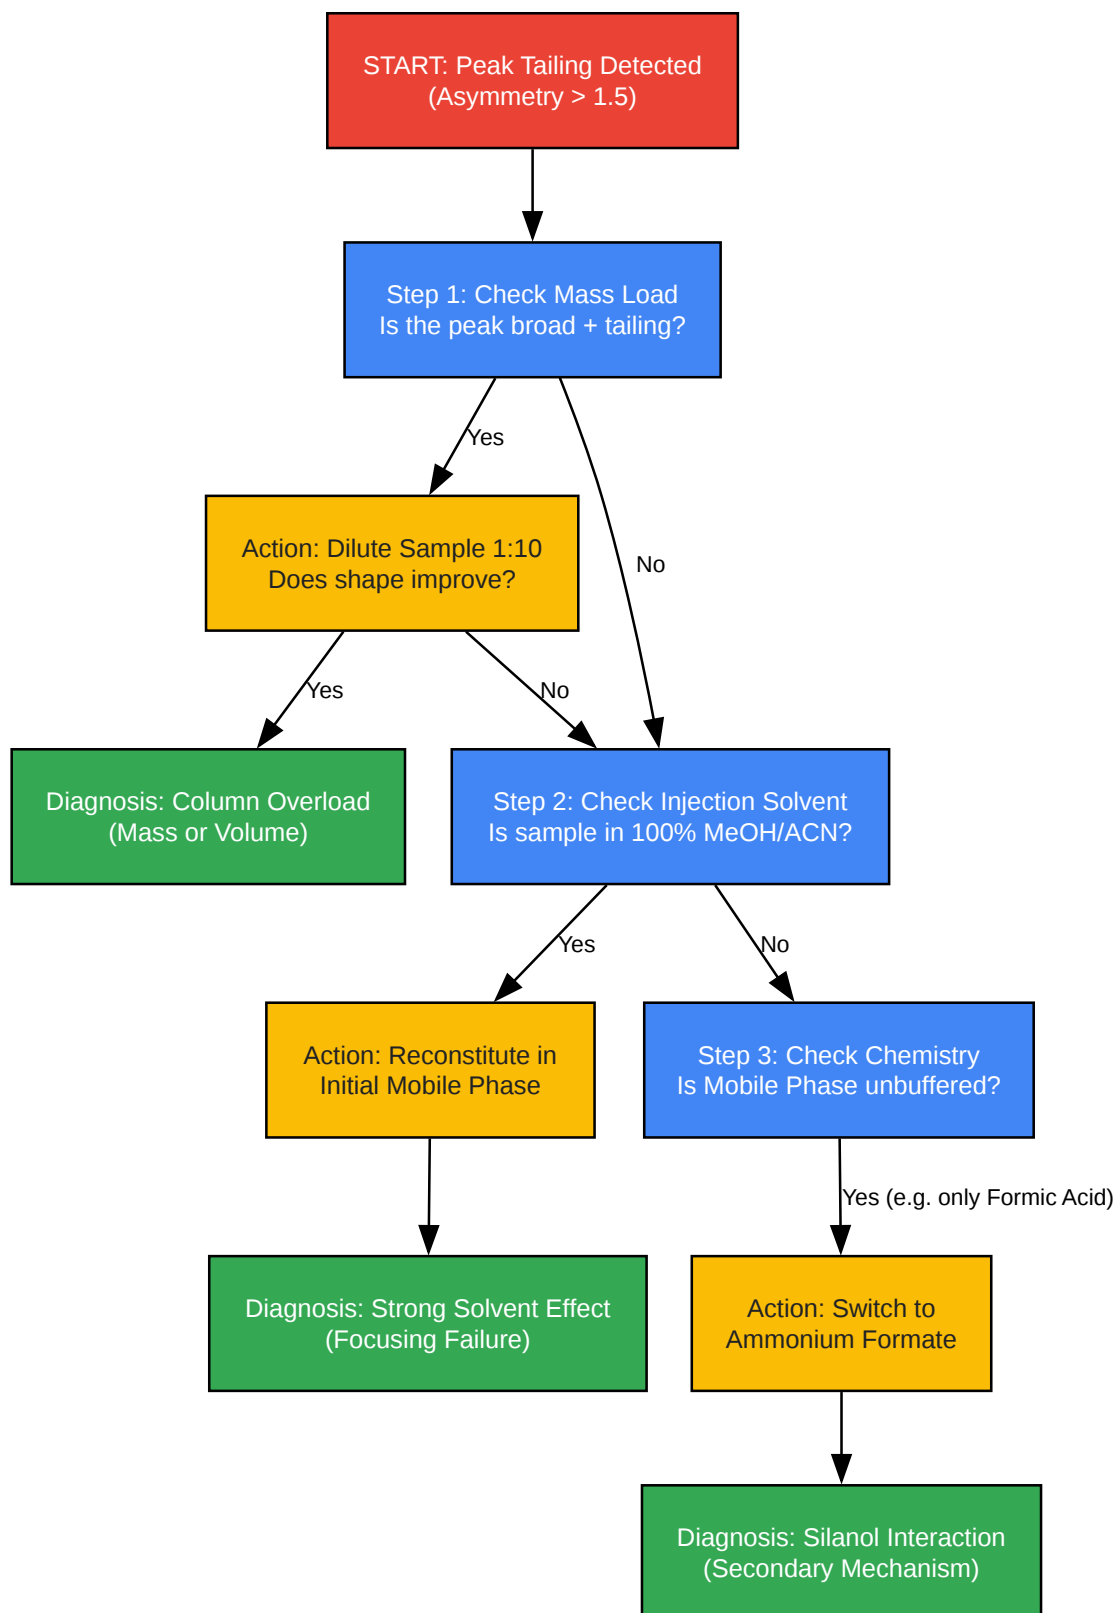 START: Peak Tailing Detected
(Asymmetry > 1.5)
Step 1: Check Mass Load
Is the peak broad + tailing?
Yes
Action: Dilute Sample 1:10
Does shape improve?
No
Yes
No
Diagnosis: Column Overload
(Mass or Volume)
Step 2: Check Injection Solvent
Is sample in 100% MeOH/ACN?
Yes
No
Action: Reconstitute in
Initial Mobile Phase
Step 3: Check Chemistry
Is Mobile Phase unbuffered?
Yes (e.g. only Formic Acid)
Diagnosis: Strong Solvent Effect
(Focusing Failure)
Action: Switch to
Ammonium Formate
Diagnosis: Silanol Interaction
(Secondary Mechanism)